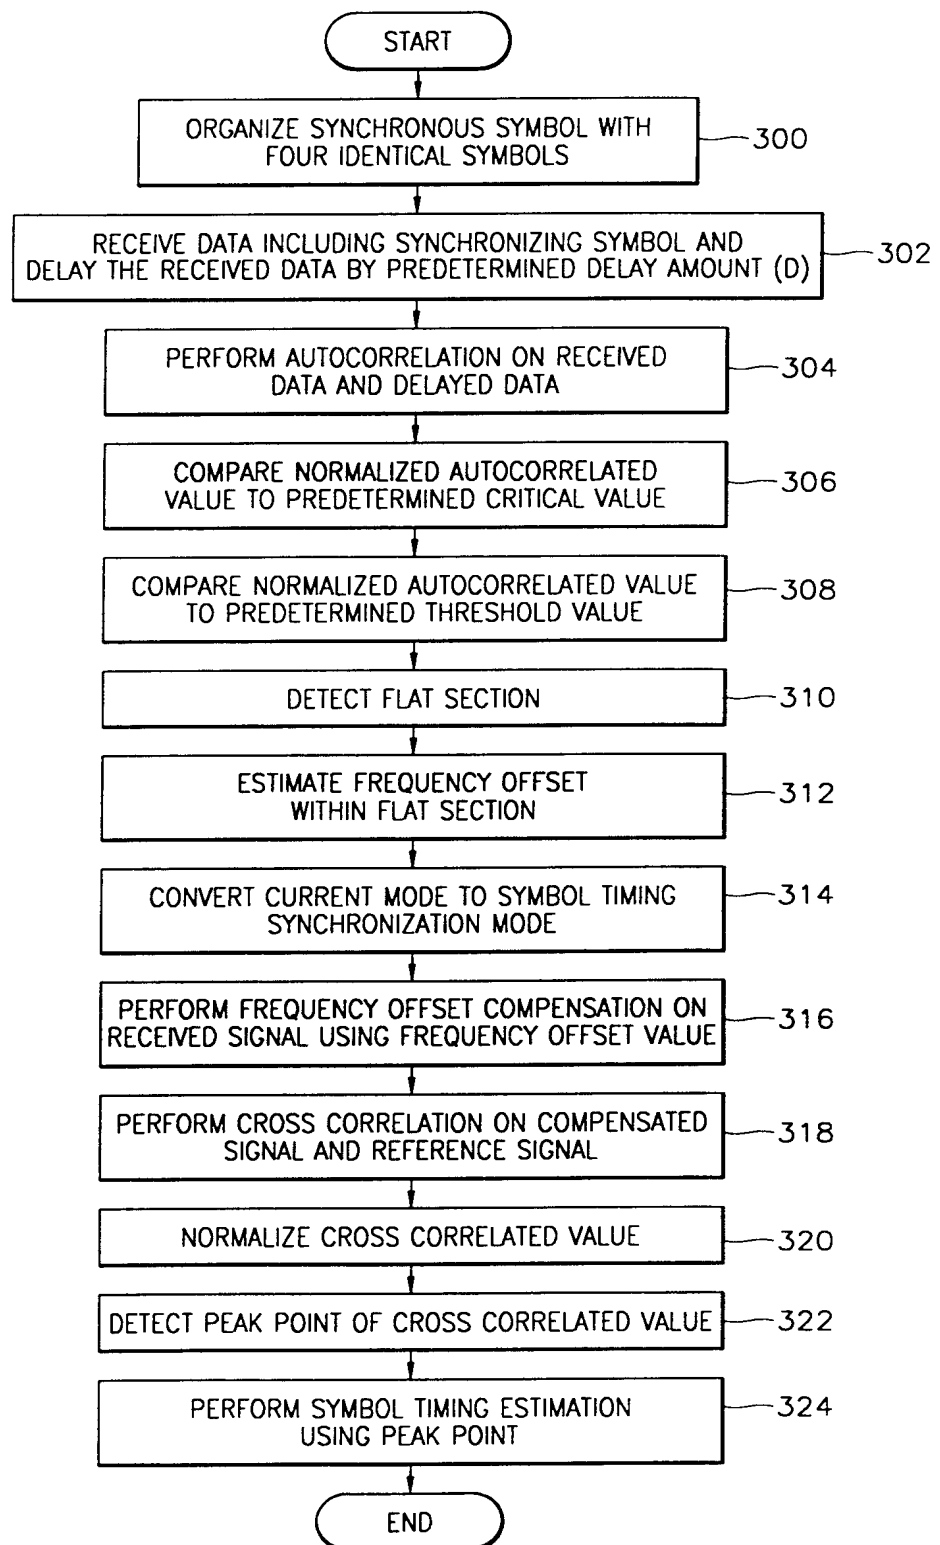 START
ORGANIZE SYNCHRONOUS SYMBOL WITH
FOUR IDENTICAL SYMBOLS
300
RECEIVE DATA INCLUDING SYNCHRONIZING SYMBOL AND
DELAY THE RECEIVED DATA BY PREDETERMINED DELAY AMOUNT (D)
302
PERFORM AUTOCORRELATION ON RECEIVED
DATA AND DELAYED DATA
304
COMPARE NORMALIZED AUTOCORRELATED
VALUE TO PREDETERMINED CRITICAL VALUE
306
COMPARE NORMALIZED AUTOCORRELATED VALUE
TO PREDETERMINED THRESHOLD VALUE
308
DETECT FLAT SECTION
310
ESTIMATE FREQUENCY OFFSET
WITHIN FLAT SECTION
312
CONVERT CURRENT MODE TO SYMBOL TIMING
SYNCHRONIZATION MODE
314
PERFORM FREQUENCY OFFSET COMPENSATION ON
RECEIVED SIGNAL USING FREQUENCY OFFSET VALUE
316
PERFORM CROSS CORRELATION ON COMPENSATED
SIGNAL AND REFERENCE SIGNAL
318
NORMALIZE CROSS CORRELATED VALUE
320
DETECT PEAK POINT OF CROSS CORRELATED VALUE
322
PERFORM SYMBOL TIMING ESTIMATION
USING PEAK POINT
324
END